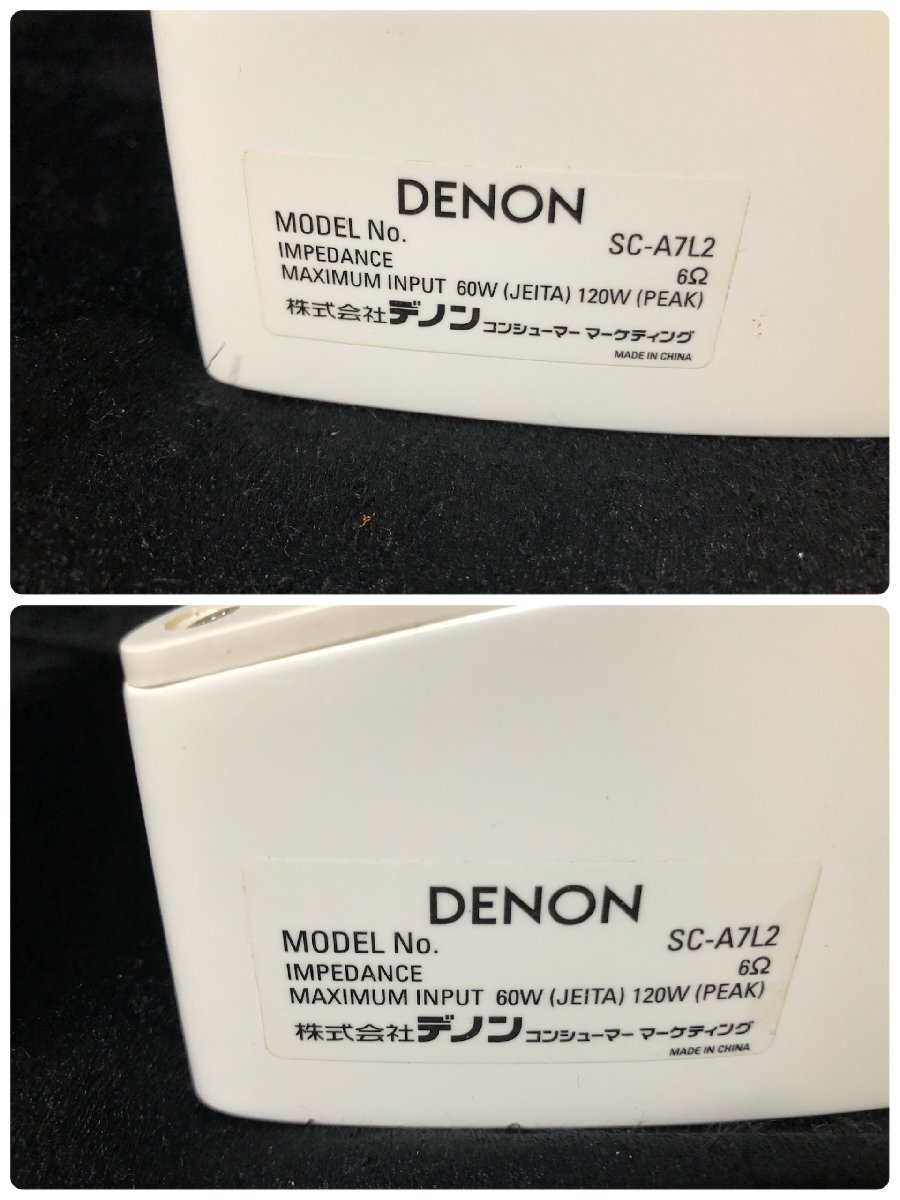 DENON
MODEL No. SC-A7L2
IMPEDANCE 6Ω
MAXIMUM INPUT 60W (JEITA) 120W (PEAK)
株式会社デノン コンシューマー マーケティング
MADE IN CHINA
DENON
MODEL No. SC-A7L2
IMPEDANCE 6Ω
MAXIMUM INPUT 60W (JEITA) 120W (PEAK)
株式会社デノン コンシューマー マーケティング
MADE IN CHINA